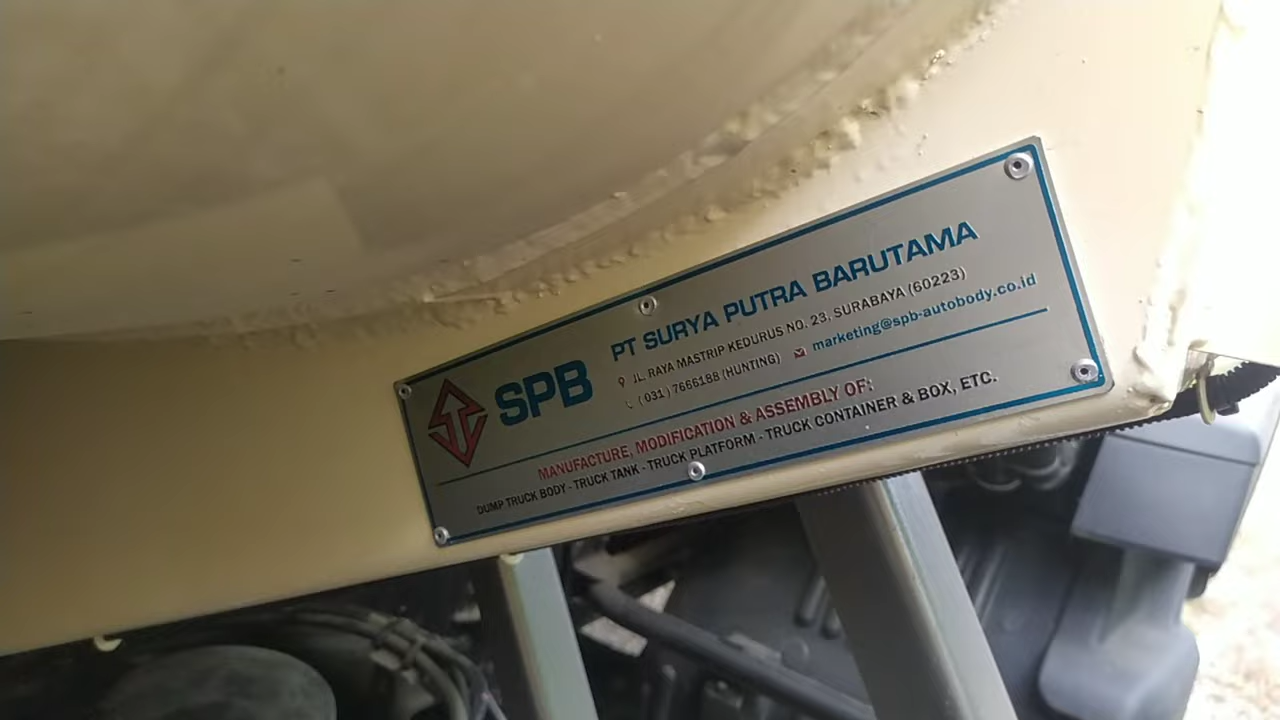 SPB
PT SURYA PUTRA BARUTAMA
JL. RAYA MASTRIP KEDURUS NO. 23, SURABAYA (60223)
(031) 7666188 (HUNTING) marketing@spb-autobody.co.id
MANUFACTURE, MODIFICATION & ASSEMBLY OF:
DUMP TRUCK BODY - TRUCK TANK - TRUCK PLATFORM - TRUCK CONTAINER & BOX, ETC.